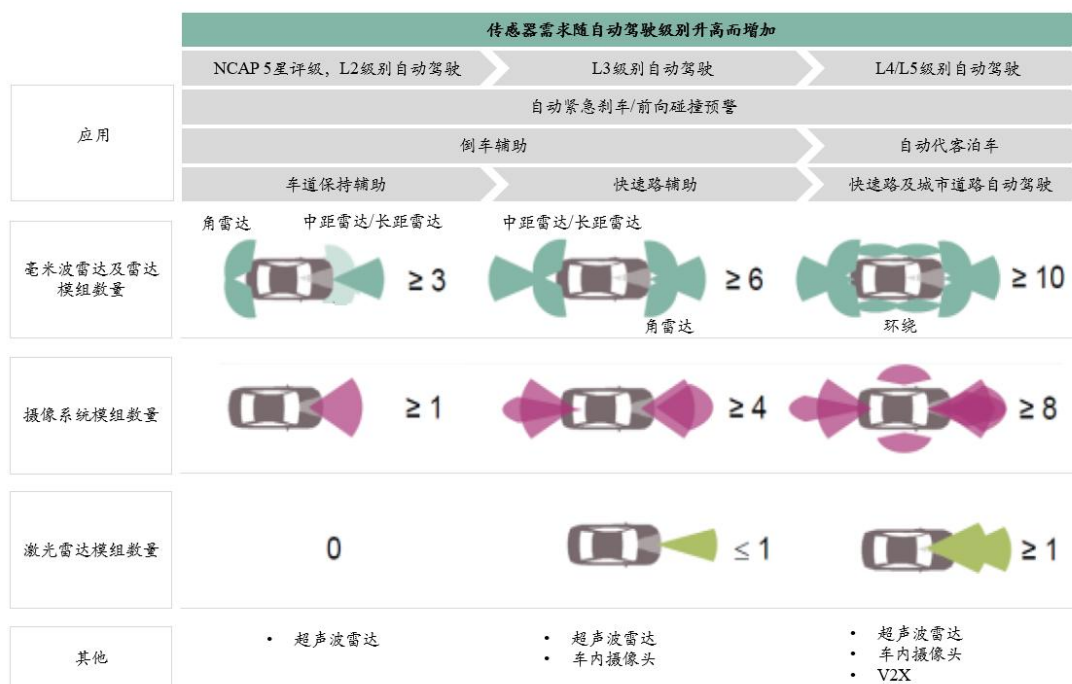 传感器需求随自动驾驶级别升高而增加
应用
NCAP 5星评级，L2级别自动驾驶
L3级别自动驾驶
L4/L5级别自动驾驶
自动紧急刹车/前向碰撞预警
倒车辅助
自动代客泊车
车道保持辅助
快速路辅助
快速路及城市道路自动驾驶
毫米波雷达及雷达
模组数量
角雷达
中距雷达/长距雷达
≥ 3
中距雷达/长距雷达
角雷达
≥ 6
环绕
≥ 10
摄像系统模组数量
≥ 1
≥ 4
≥ 8
激光雷达模组数量
0
≤ 1
≥ 1
其他
• 超声波雷达
• 超声波雷达
• 车内摄像头
• 超声波雷达
• 车内摄像头
• V2X